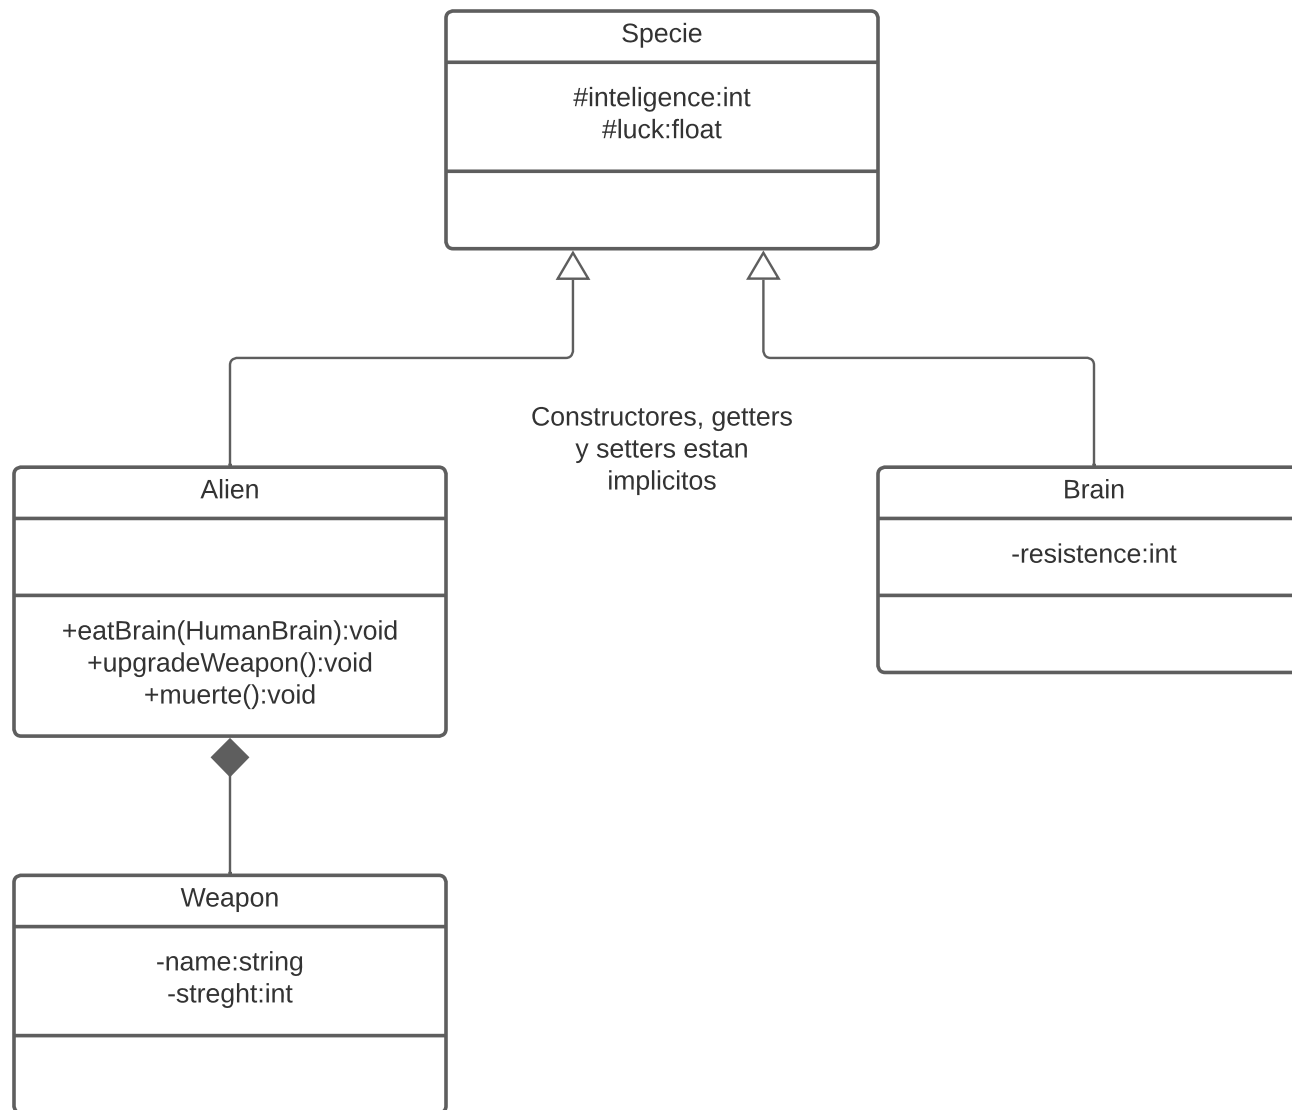 Specie
#inteligence:int
#luck:float
Constructores, getters
y setters estan
implicitos
Alien
+eatBrain(HumanBrain):void
+upgradeWeapon():void
+muerte():void
Brain
-resistence:int
Weapon
-name:string
-streght:int